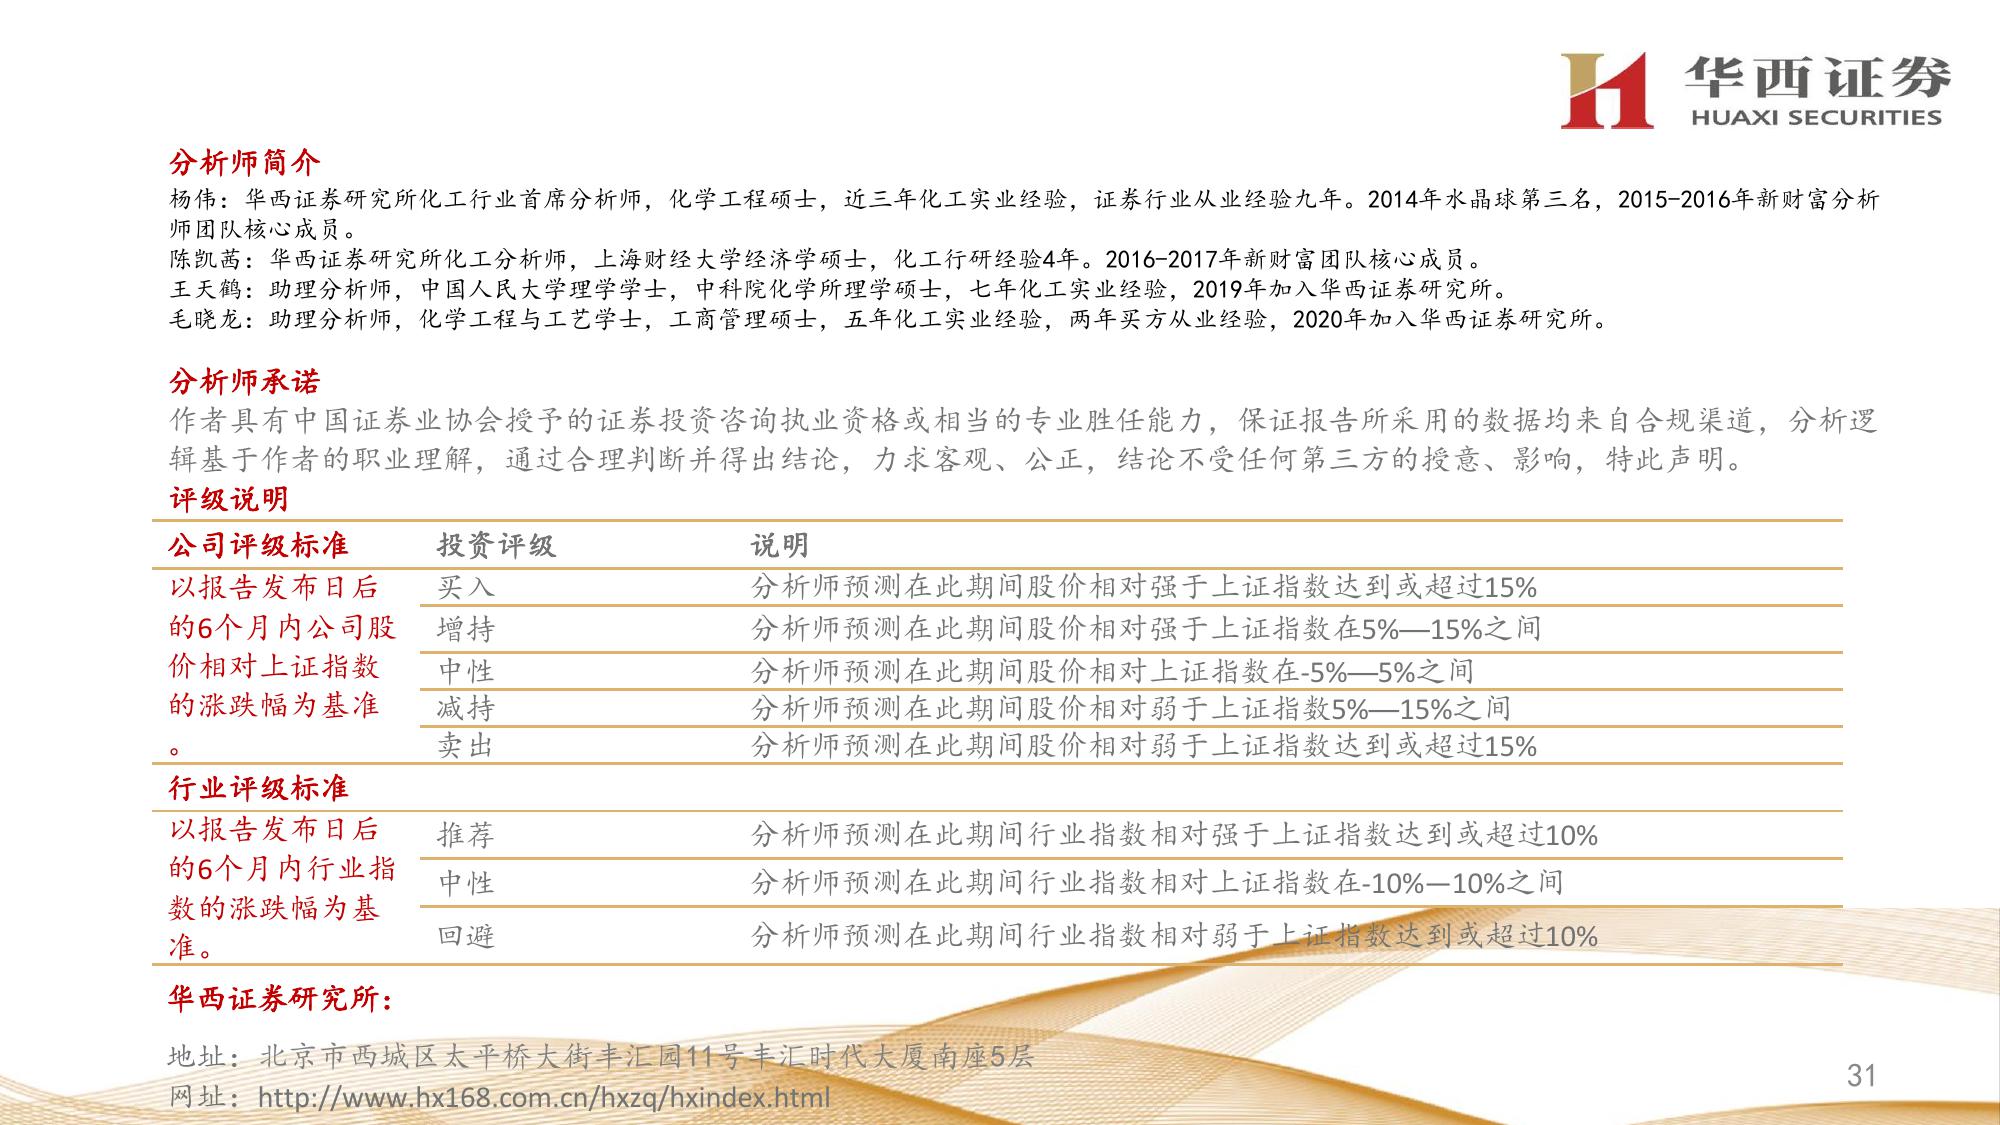 华西证券
HUAXI SECURITIES
分析师简介
杨伟：华西证券研究所化工行业首席分析师，化学工程硕士，近三年化工实业经验，证券行业从业经验九年。2014年水晶球第三名，2015-2016年新财富分析
师团队核心成员。
陈凯茜：华西证券研究所化工分析师，上海财经大学经济学硕士，化工行研经验4年。2016-2017年新财富团队核心成员。
王天鹤：助理分析师，中国人民大学理学学士，中科院化学所理学硕士，七年化工实业经验，2019年加入华西证券研究所。
毛晓龙：助理分析师，化学工程与工艺学士，工商管理硕士，五年化工实业经验，两年买方从业经验，2020年加入华西证券研究所。
分析师承诺
作者具有中国证券业协会授予的证券投资咨询执业资格或相当的专业胜任能力，保证报告所采用的数据均来自合规渠道，分析逻
辑基于作者的职业理解，通过合理判断并得出结论，力求客观、公正，结论不受任何第三方的授意、影响，特此声明。
评级说明
公司评级标准 投资评级 说明
以报告发布日后
的6个月内公司股
价相对上证指数
的涨跌幅为基准
。
买入 分析师预测在此期间股价相对强于上证指数达到或超过15%
增持 分析师预测在此期间股价相对强于上证指数在5%—15%之间
中性 分析师预测在此期间股价相对上证指数在-5%—5%之间
减持 分析师预测在此期间股价相对弱于上证指数5%—15%之间
卖出 分析师预测在此期间股价相对弱于上证指数达到或超过15%
行业评级标准
以报告发布日后
的6个月内行业指
数的涨跌幅为基
准。
推荐 分析师预测在此期间行业指数相对强于上证指数达到或超过10%
中性 分析师预测在此期间行业指数相对上证指数在-10%—10%之间
回避 分析师预测在此期间行业指数相对弱于上证指数达到或超过10%
华西证券研究所：
地址：北京市西城区太平桥大街丰汇园11号丰汇时代大厦南座5层
网址：http://www.hx168.com.cn/hxzq/hxindex.html
31